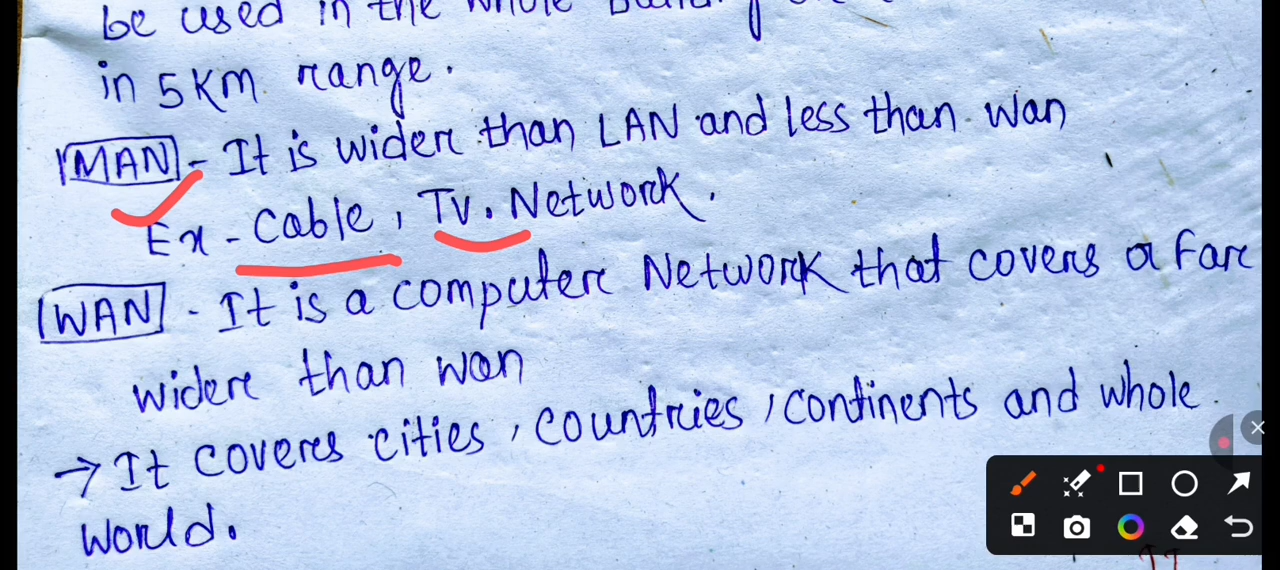 be used in the whole
in 5KM range.
MAN - It is wider than LAN and less than wan
Ex - Cable, Tv. Network.
WAN - It is a computer Network that covers a far
wider than wan
→ It covers cities, countries, continents and whole
World.